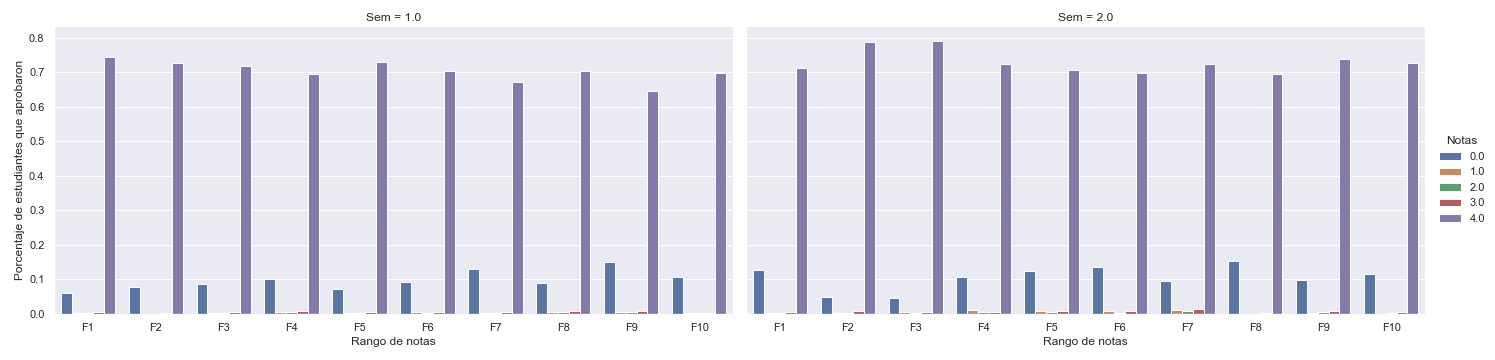 Sem = 1.0
Sem = 2.0
Porcentaje de estudiantes que aprobaron
0.8
0.7
0.6
0.5
0.4
0.3
0.2
0.1
0.0
F1 F2 F3 F4 F5 F6 F7 F8 F9 F10
Rango de notas
F1 F2 F3 F4 F5 F6 F7 F8 F9 F10
Rango de notas
Notas
0.0
1.0
2.0
3.0
4.0